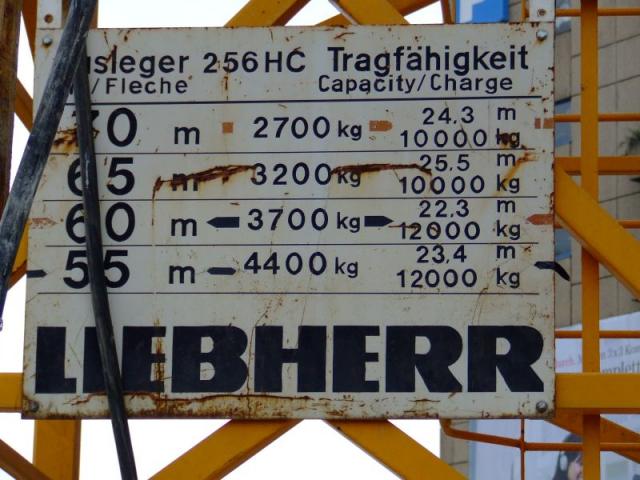 256 HC Tragfähigkeit
/Fleche Capacity/Charge
70 m 2700 kg 24.3 m
10000 kg
65 m 3200 kg 25.5 m
10000 kg
60 m 3700 kg 22.3 m
12000 kg
55 m 4400 kg 23.4 m
12000 kg
LIEBHERR